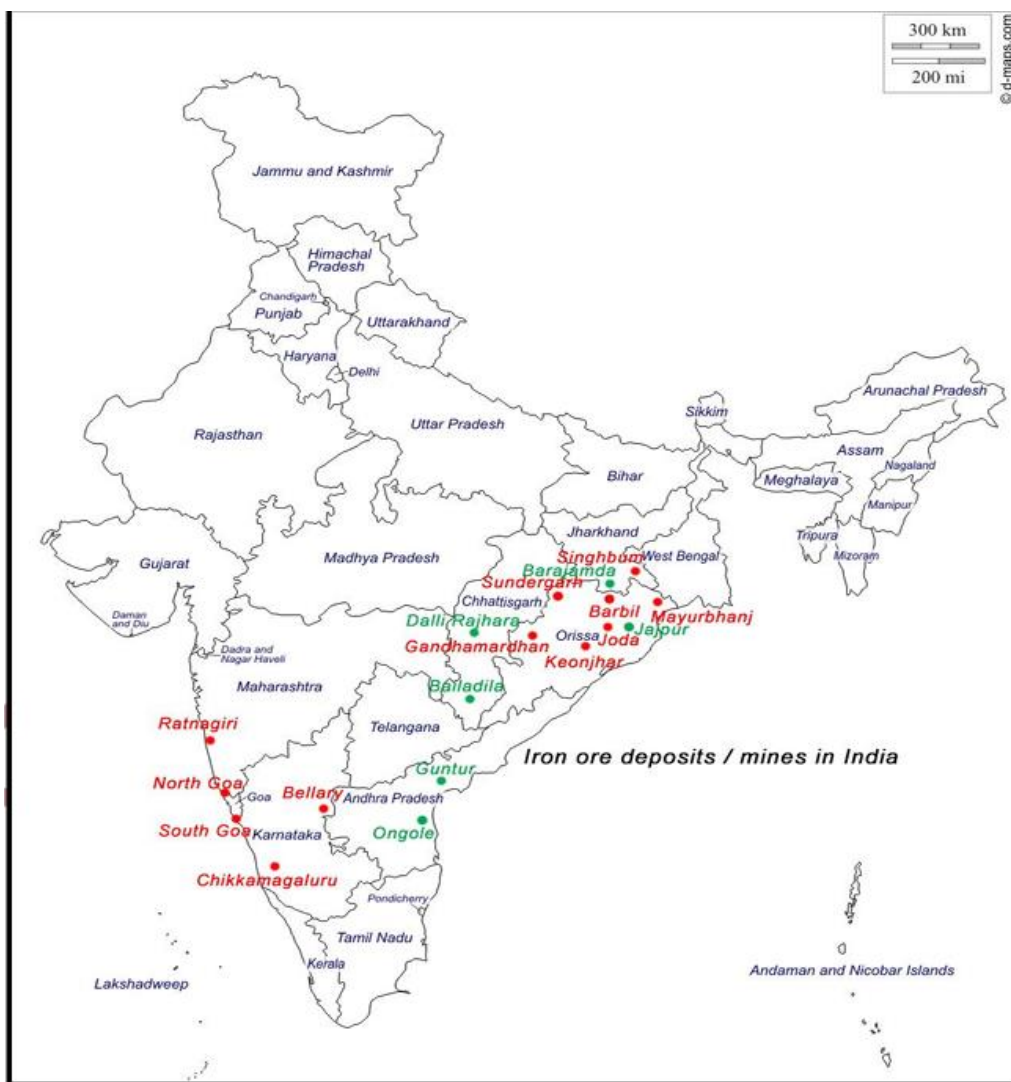 300 km
200 mi
© d-maps.com
Jammu and Kashmir
Himachal
Pradesh
Chandigarh
Punjab
Uttarakhand
Haryana
Delhi
Arunachal Pradesh
Sikkim
Rajasthan
Uttar Pradesh
Assam
Nagaland
Bihar
Meghalaya
Manipur
Jharkhand
Tripura
Mizoram
Gujarat
Madhya Pradesh
Singhbum
West Bengal
Barajamda
Sundergarh
Chhattisgarh
Daman
and Diu
Barbil
Mayurbhanj
Dalli Rajhara
Orissa
Jajpur
Gandhamardhan
Joda
Keonjhar
Dadra and
Nagar Haveli
Maharashtra
Bailadila
Ratnagiri
Telangana
Iron ore deposits / mines in India
Guntur
North Goa
Bellary
Goa
Andhra Pradesh
South Goa
Karnataka
Ongole
Chikkamagaluru
Pondicherry
Tamil Nadu
Kerala
Lakshadweep
Andaman and Nicobar Islands